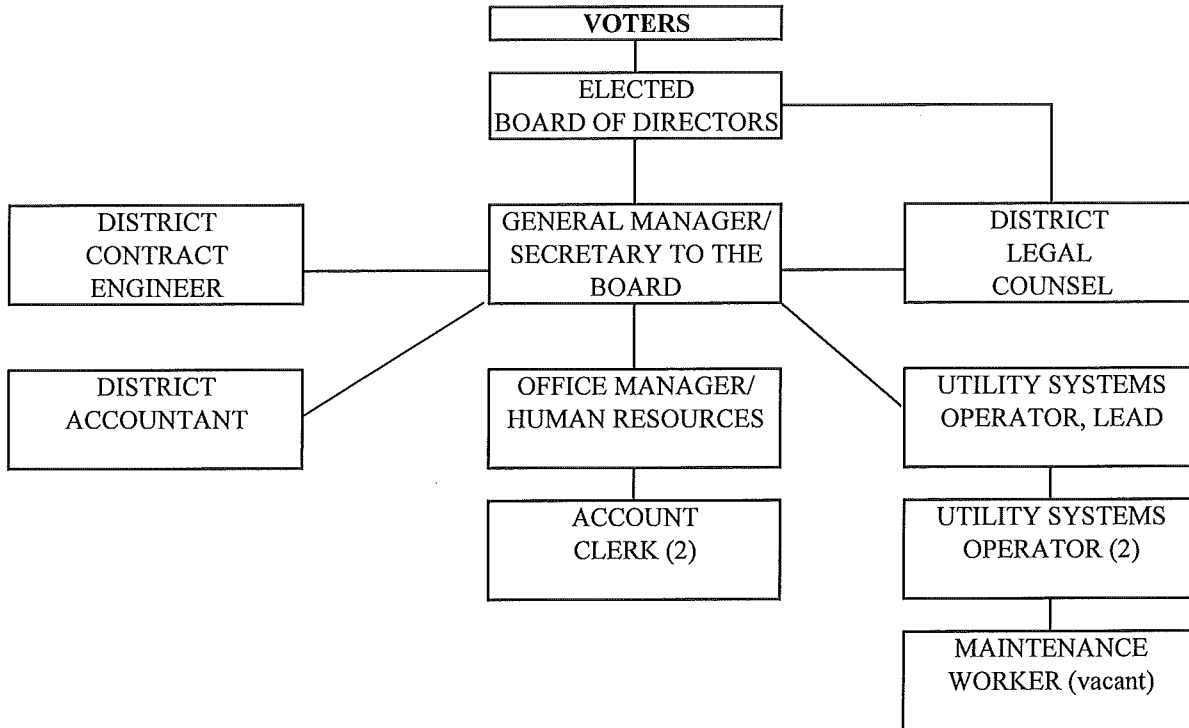 VOTERS
ELECTED
BOARD OF DIRECTORS
DISTRICT
CONTRACT
ENGINEER
GENERAL MANAGER/
SECRETARY TO THE
BOARD
DISTRICT
LEGAL
COUNSEL
DISTRICT
ACCOUNTANT
OFFICE MANAGER/
HUMAN RESOURCES
UTILITY SYSTEMS
OPERATOR, LEAD
ACCOUNT
CLERK (2)
UTILITY SYSTEMS
OPERATOR (2)
MAINTENANCE
WORKER (vacant)